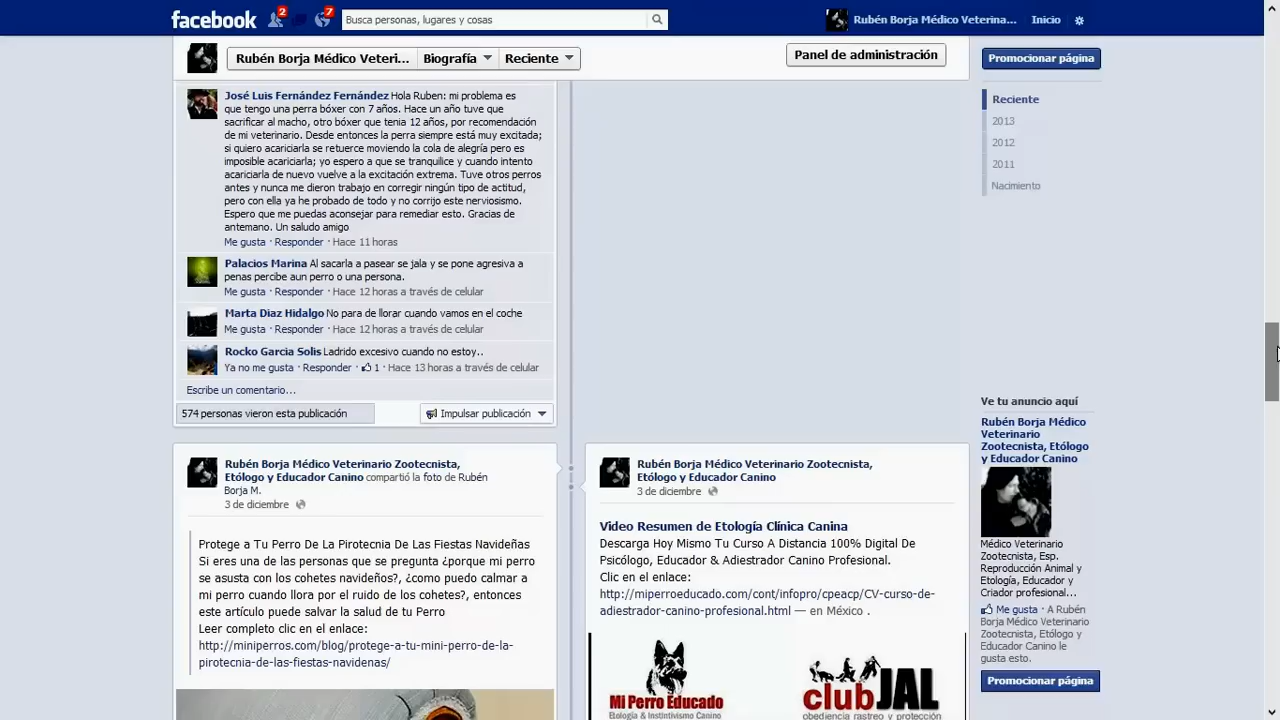 facebook
2
7
Busca personas, lugares y cosas
Rubén Borja Médico Veterina...
Inicio
Rubén Borja Médico Veteri...
Biografía
Reciente
Panel de administración
Promocionar página
José Luis Fernández Fernández Hola Ruben: mi problema es
que tengo una perra bóxer con 7 años. Hace un año tuve que
sacrificar al macho, otro bóxer que tenia 12 años, por recomendación
de mi veterinario. Desde entonces la perra siempre está muy excitada;
si quiero acariciarla se retuerce moviendo la cola de alegría pero es
imposible acariciarla; yo espero a que se tranquilice y cuando intento
acariciarla de nuevo vuelve a la excitación extrema. Tuve otros perros
antes y nunca me dieron trabajo en corregir ningún tipo de actitud,
pero con ella ya he probado de todo y no corrijo este nerviosismo.
Espero que me puedas aconsejar para remediar esto. Gracias de
antemano. Un saludo amigo
Me gusta · Responder · Hace 11 horas
Palacios Marina Al sacarla a pasear se jala y se pone agresiva a
penas percibe aun perro o una persona.
Me gusta · Responder · Hace 12 horas a través de celular
Marta Diaz Hidalgo No para de llorar cuando vamos en el coche
Me gusta · Responder · Hace 12 horas a través de celular
Rocko Garcia Solis Ladrido excesivo cuando no estoy..
Ya no me gusta · Responder · 1 · Hace 13 horas a través de celular
Escribe un comentario...
574 personas vieron esta publicación
Impulsar publicación
Rubén Borja Médico Veterinario Zootecnista,
Etólogo y Educador Canino compartió la foto de Rubén
Borja M.
3 de diciembre
Protege a Tu Perro De La Pirotecnia De Las Fiestas Navideñas
Si eres una de las personas que se pregunta ¿porque mi perro
se asusta con los cohetes navideños?, ¿como puedo calmar a
mi perro cuando llora por el ruido de los cohetes?, entonces
este artículo puede salvar la salud de tu Perro
Leer completo clic en el enlace:
http://miniperros.com/blog/protege-a-tu-mini-perro-de-la-
pirotecnia-de-las-fiestas-navidenas/
Rubén Borja Médico Veterinario Zootecnista,
Etólogo y Educador Canino
3 de diciembre
Video Resumen de Etología Clínica Canina
Descarga Hoy Mismo Tu Curso A Distancia 100% Digital De
Psicólogo, Educador & Adiestrador Canino Profesional.
Clic en el enlace:
http://miperroeducado.com/cont/infopro/cpeacp/CV-curso-de-
adiestrador-canino-profesional.html — en México .
Mi Perro Educado
Etología & Instintivismo Canino
clubJAL
obediencia rastreo y protección
Reciente
2013
2012
2011
Nacimiento
Ve tu anuncio aquí
Rubén Borja Médico
Veterinario
Zootecnista, Etólogo
y Educador Canino
Médico Veterinario
Zootecnista, Esp.
Reproducción Animal y
Etología, Educador y
Criador profesional...
Me gusta · A Rubén
Borja Médico Veterinario
Zootecnista, Etólogo y
Educador Canino le
gusta esto.
Promocionar página